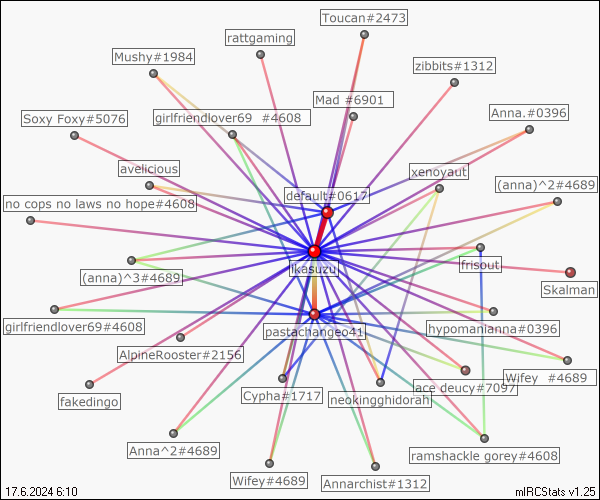 Toucan#2473
rattgaming
Mushy#1984
zibbits#1312
Mad #6901
Anna.#0396
Soxy Foxy#5076
girlfriendlover69 #4608
avelicious
xenoyaut
(anna)^2#4689
default#0617
no cops no laws no hope#4608
lkasuzu
frisout
(anna)^3#4689
Skalman
girlfriendlover69#4608
pastachangeo41
hypomanianna#0396
AlpineRooster#2156
Wifey #4689
lace deucy#7097
fakedingo
Cypha#1717
neokingghidorah
Anna^2#4689
ramshackle gorey#4608
Wifey#4689
Annarchist#1312
17.6.2024 6:10
mIRCStats v1.25